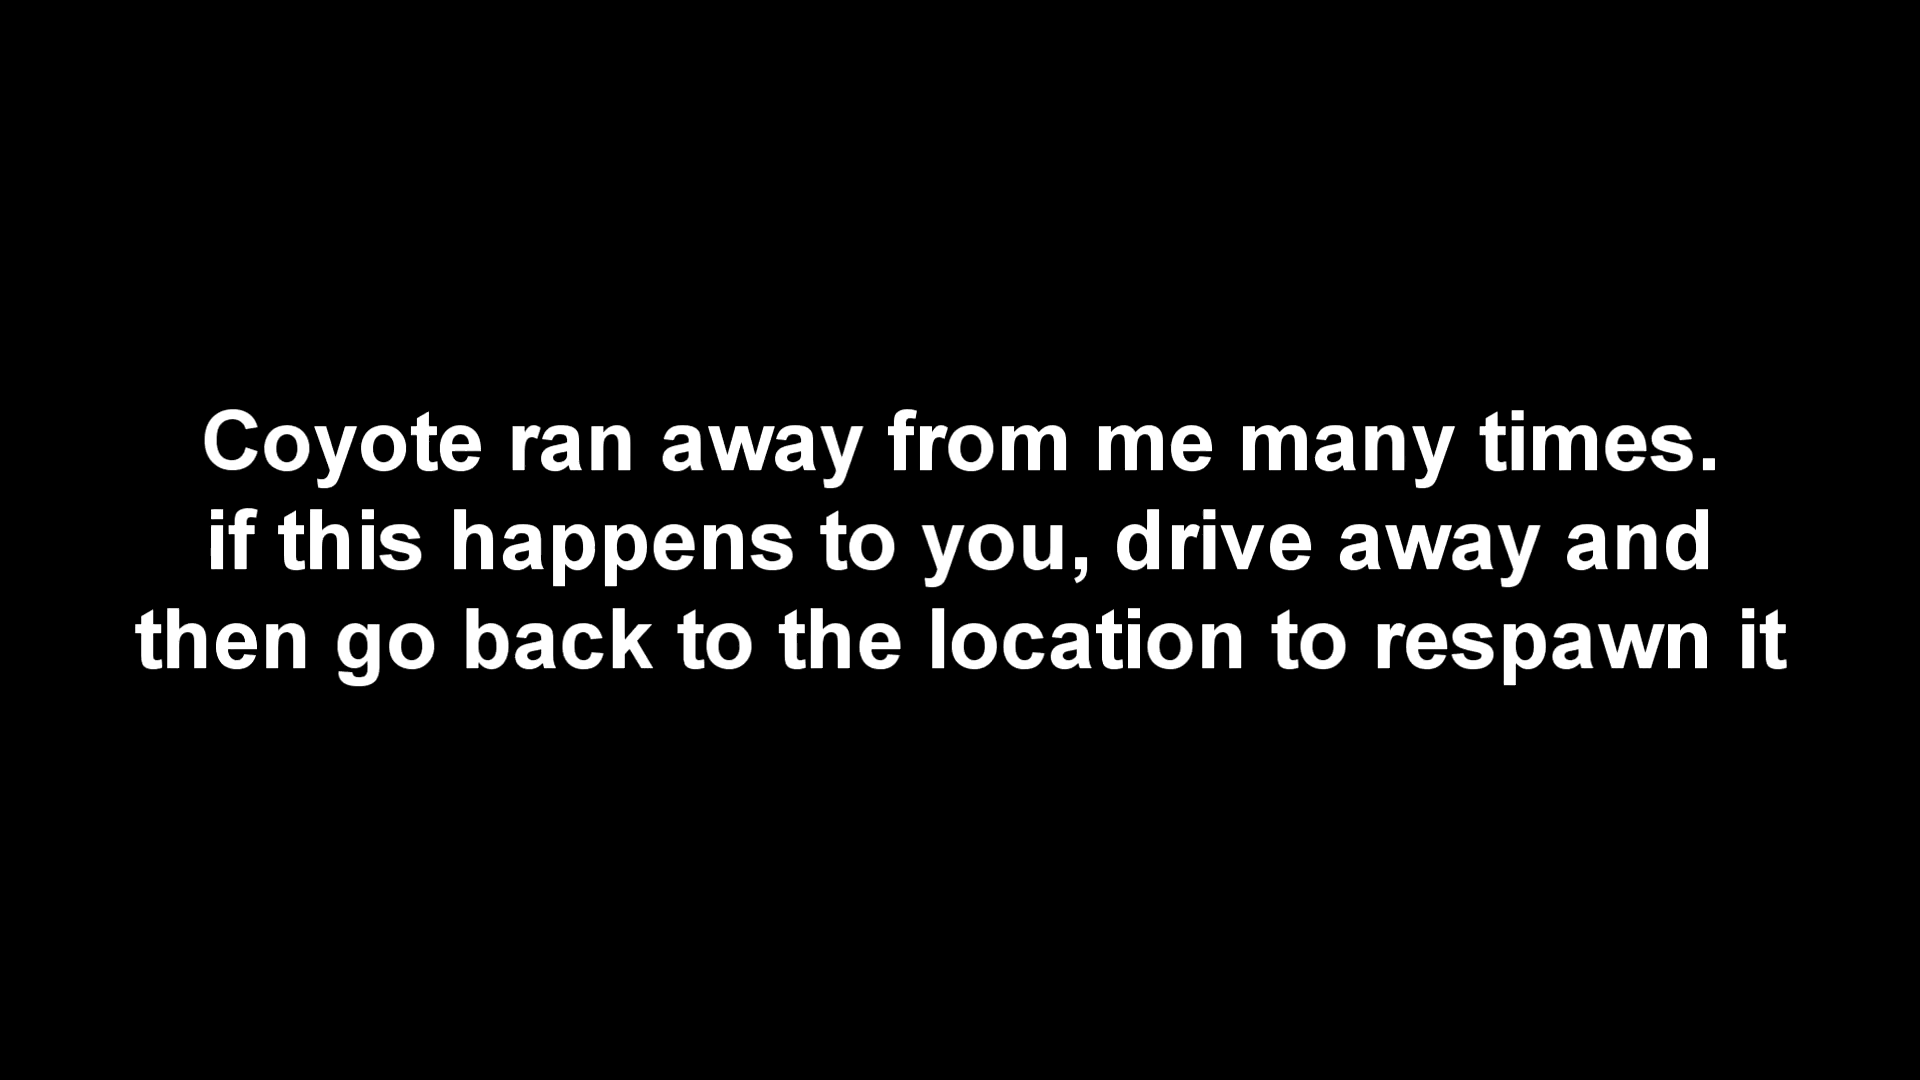 Coyote ran away from me many times.
if this happens to you, drive away and
then go back to the location to respawn it